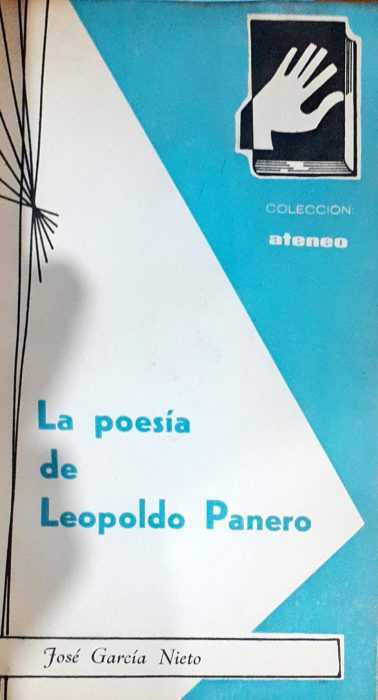 COLECCION:
ateneo
La poesía
de
Leopoldo Panero
José García Nieto